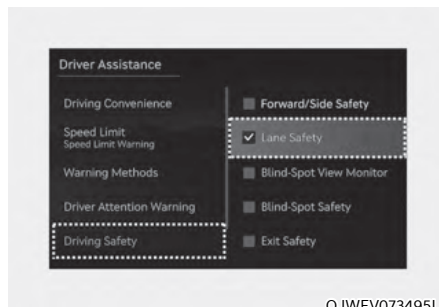 Driver Assistance
Driving Convenience
Speed Limit
Speed Limit Warning
Warning Methods
Driver Attention Warning
Driving Safety
Forward/Side Safety
Lane Safety
Blind-Spot View Monitor
Blind-Spot Safety
Exit Safety
OJWEV073495L